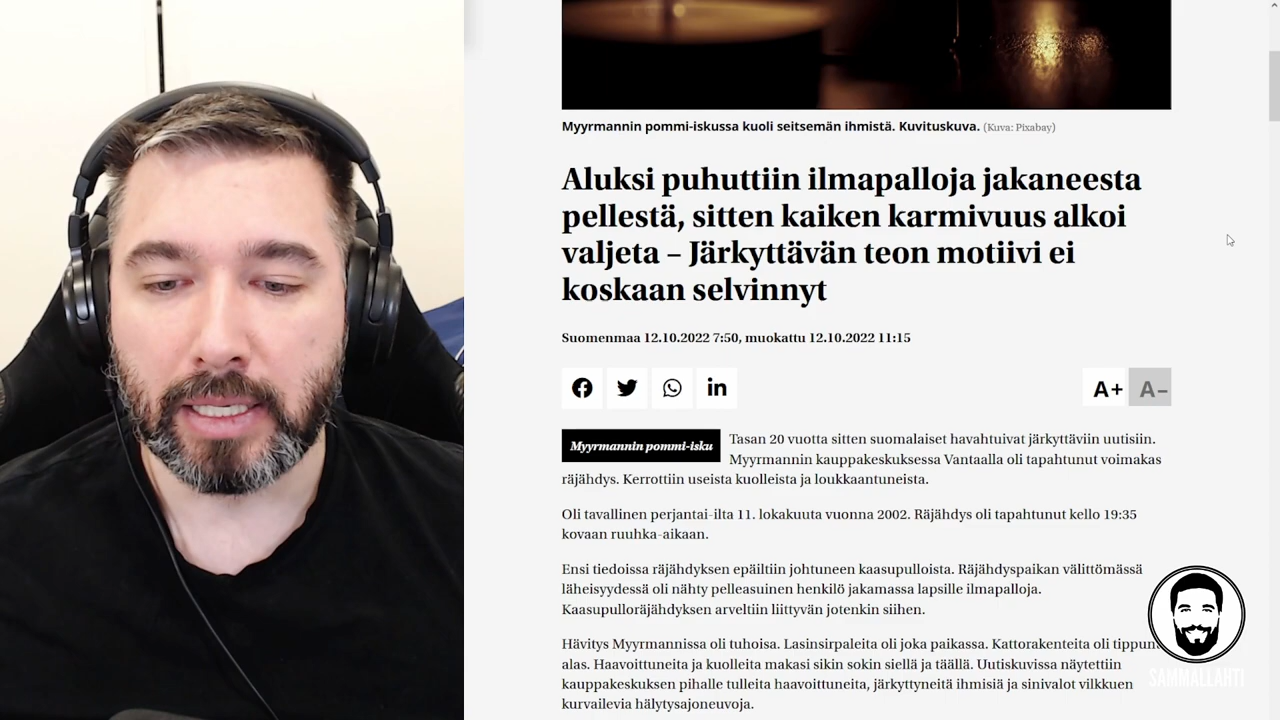 Myyrmannin pommi-iskussa kuoli seitsemän ihmistä. Kuvituskuva. (Kuva: Pixabay)
Aluksi puhuttiin ilmapalloja jakaneesta
pellestä, sitten kaiken karmivuus alkoi
valjeta – Järkyttävän teon motiivi ei
koskaan selvinnyt
Suomenmaa 12.10.2022 7:50, muokattu 12.10.2022 11:15
A+ A–
Myyrmannin pommi-isku
Tasan 20 vuotta sitten suomalaiset havahtuivat järkyttäviin uutisiin.
Myyrmannin kauppakeskuksessa Vantaalla oli tapahtunut voimakas
räjähdys. Kerrottiin useista kuolleista ja loukkaantuneista.
Oli tavallinen perjantai-ilta 11. lokakuuta vuonna 2002. Räjähdys oli tapahtunut kello 19:35
kovaan ruuhka-aikaan.
Ensi tiedoissa räjähdyksen epäiltiin johtuneen kaasupulloista. Räjähdyspaikan välittömässä
läheisyydessä oli nähty pelleasuinen henkilö jakamassa lapsille ilmapalloja.
Kaasupulloräjähdyksen arveltiin liittyvän jotenkin siihen.
Hävitys Myyrmannissa oli tuhoisa. Lasinsirpaleita oli joka paikassa. Kattorakenteita oli
alas. Haavoittuneita ja kuolleita makasi sikin sokin siellä ja täällä. Uutiskuvissa näytettiin
kauppakeskuksen pihalle tulleita haavoittuneita, järkyttyneitä ihmisiä ja sinivalot vilkkuen
kurvailevia hälytysajoneuvoja.
SAMMALLAHTI